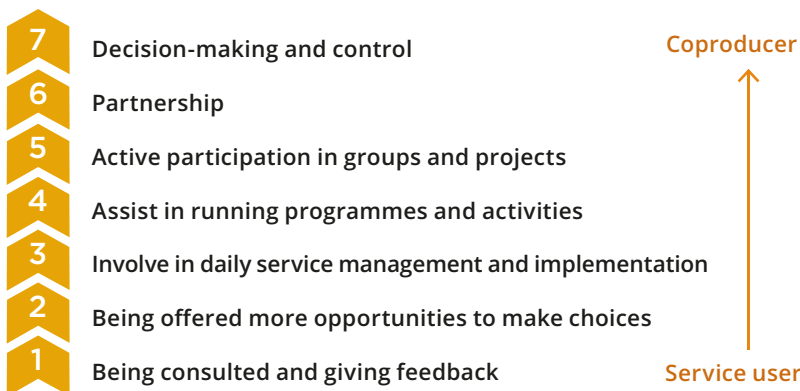 7 Decision-making and control Coproducer
6 Partnership
5 Active participation in groups and projects
4 Assist in running programmes and activities
3 Involve in daily service management and implementation
2 Being offered more opportunities to make choices
1 Being consulted and giving feedback Service user